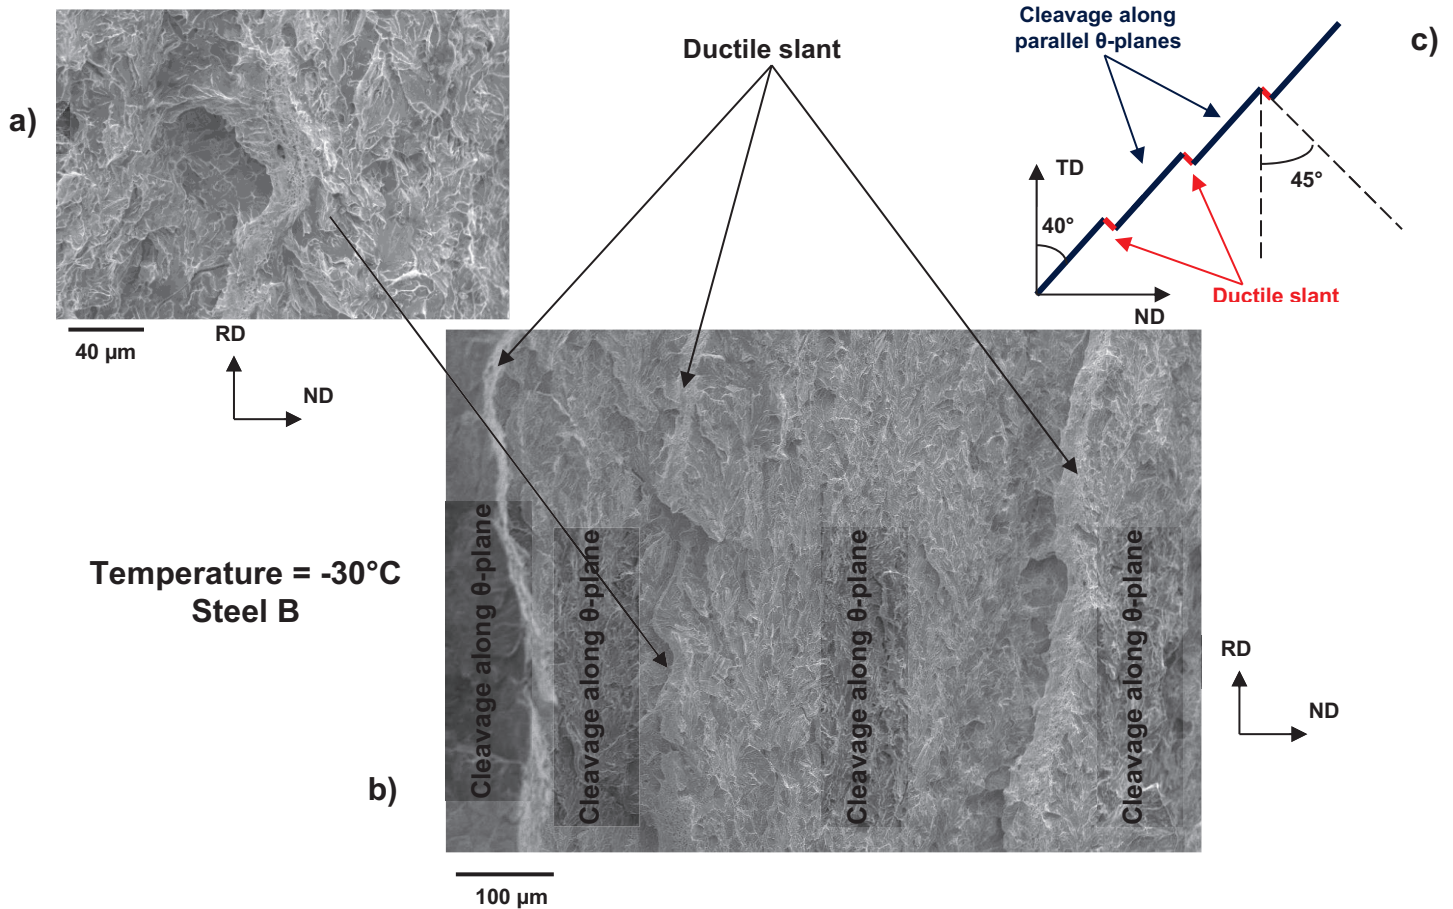 a)
40 µm
RD
ND
Ductile slant
Cleavage along
parallel θ-planes
c)
TD
40°
45°
Ductile slant
ND
Temperature = -30°C
Steel B
b)
Cleavage along θ-plane
Cleavage along θ-plane
Cleavage along θ-plane
Cleavage along θ-plane
RD
ND
100 µm